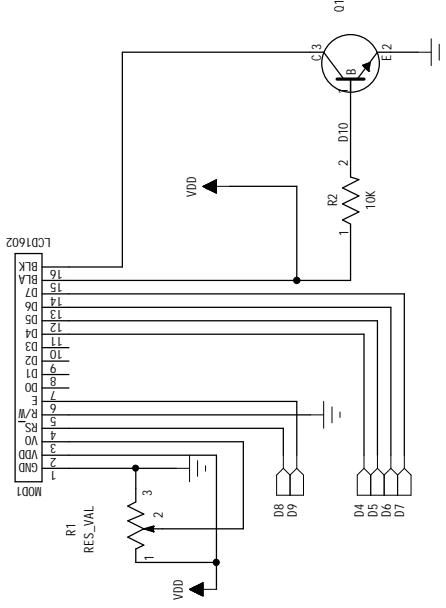 Q1
C 3
B
1
E 2
D10
VDD
R2
10K
1
2
LCD1602
BLK 16
BLA 15
D7 14
D6 13
D5 12
D4 11
D3 10
D2 9
D1 8
D0 7
E 6
R/W 5
RS 4
V0 3
VDD 2
GND 1
MOD1
R1
RES_VAL
3
2
1
VDD
D8
D9
D4
D5
D6
D7